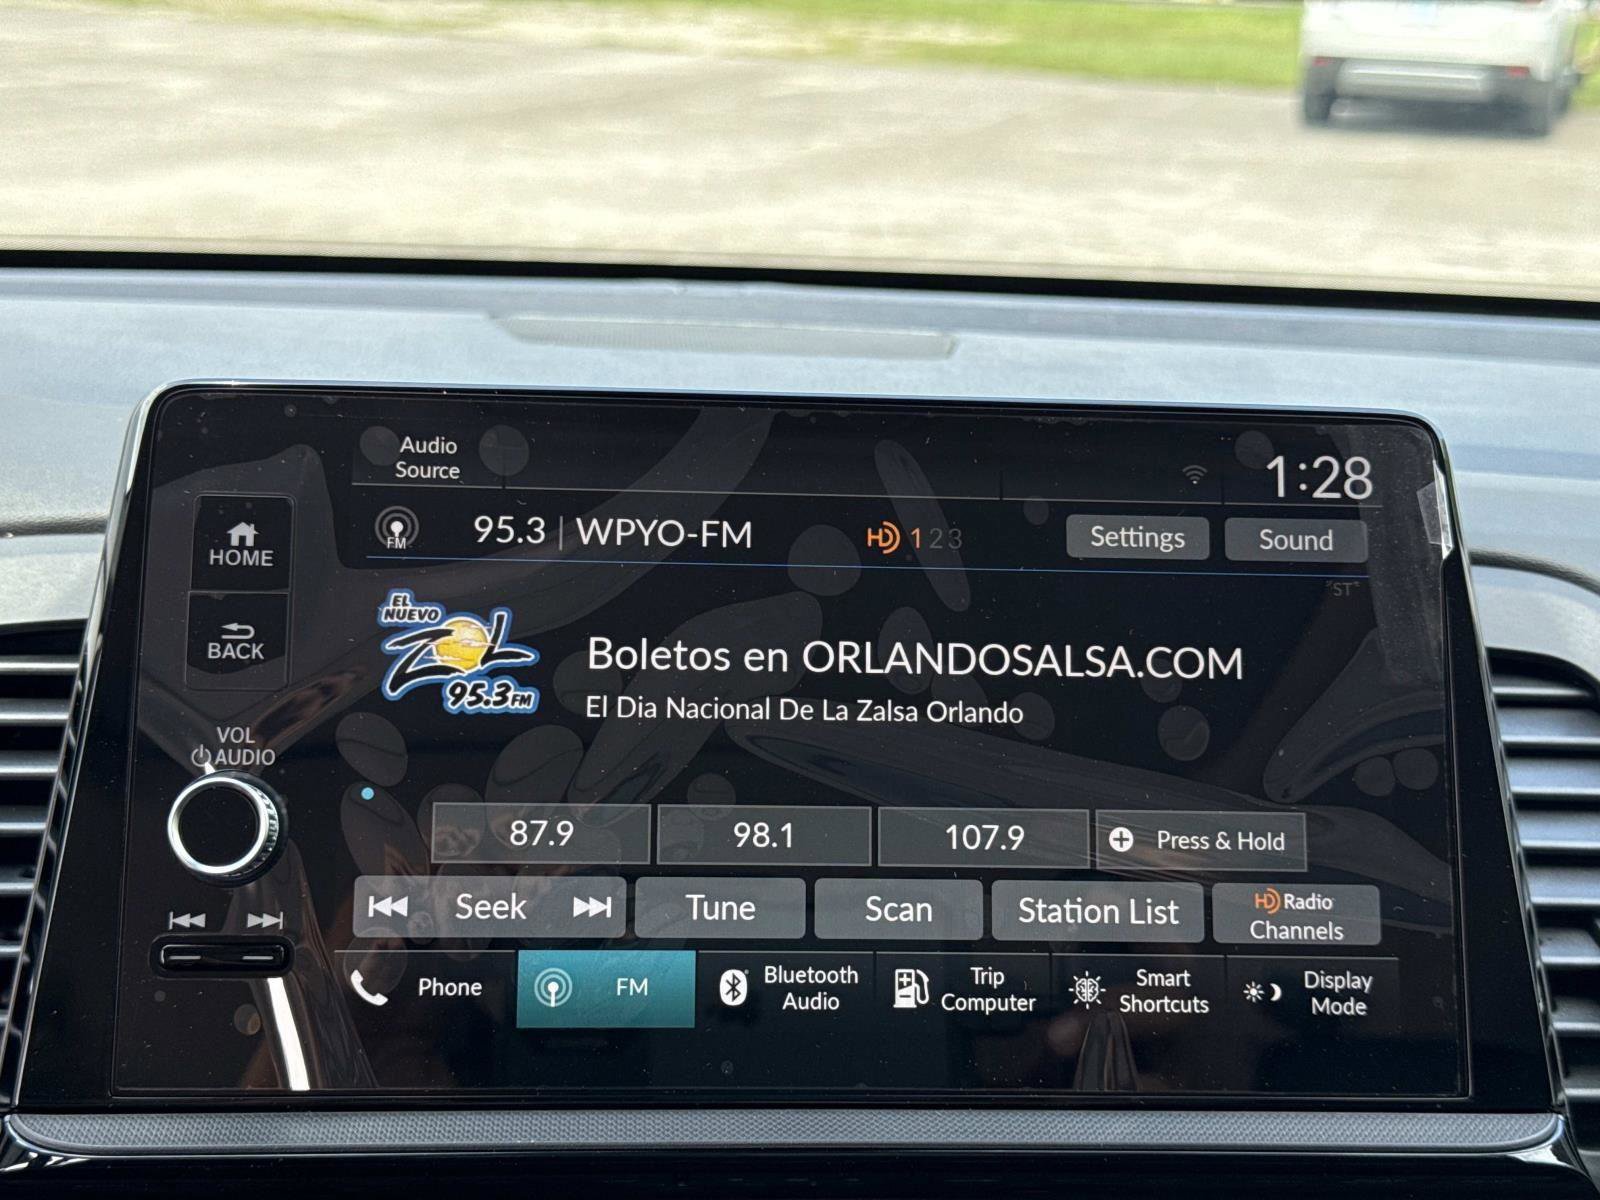 Audio
Source
1:28
HOME
BACK
VOL
AUDIO
FM
95.3 | WPYO-FM
HD 1 2 3
Settings
Sound
"ST"
EL
NUEVO
ZOL
95.3 FM
Boletos en ORLANDOSALSA.COM
El Dia Nacional De La Zalsa Orlando
87.9
98.1
107.9
Press & Hold
Seek
Tune
Scan
Station List
HD Radio
Channels
Phone
FM
Bluetooth
Audio
Trip
Computer
Smart
Shortcuts
Display
Mode